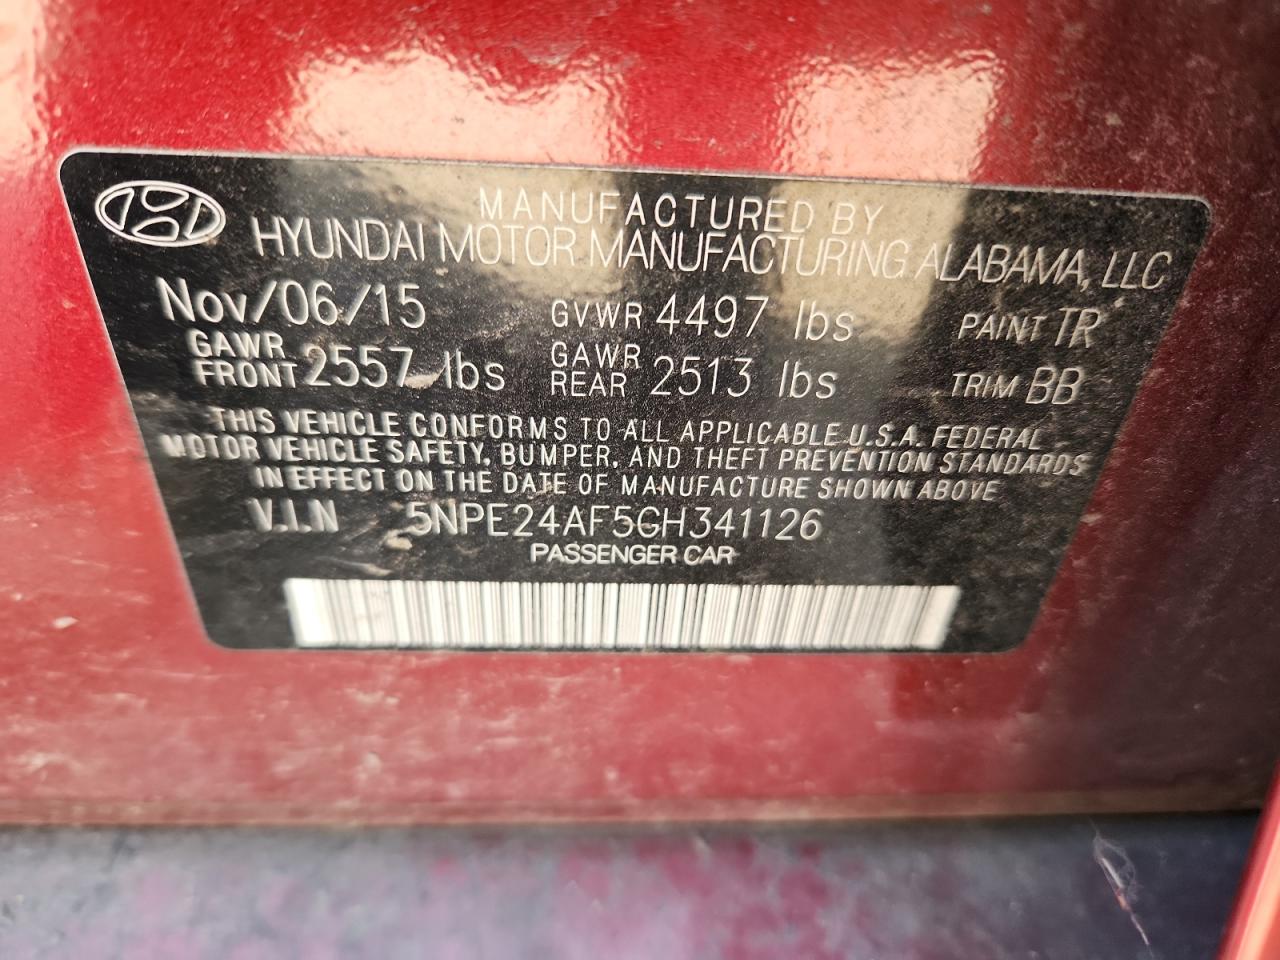 MANUFACTURED BY
HYUNDAI MOTOR MANUFACTURING ALABAMA, LLC
Nov/06/15 GVWR 4497 lbs PAINT TR
GAWR FRONT 2557 lbs GAWR REAR 2513 lbs TRIM BB
THIS VEHICLE CONFORMS TO ALL APPLICABLE U.S.A. FEDERAL
MOTOR VEHICLE SAFETY, BUMPER, AND THEFT PREVENTION STANDARDS
IN EFFECT ON THE DATE OF MANUFACTURE SHOWN ABOVE
V.I.N 5NPE24AF5GH341126
PASSENGER CAR